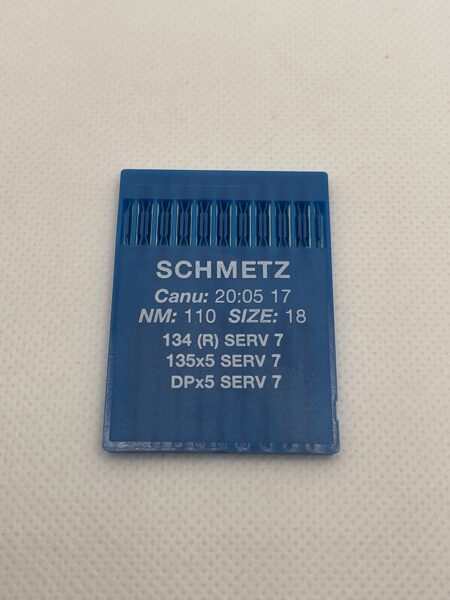 SCHMETZ
Canu: 20:05 17
NM: 110 SIZE: 18
134 (R) SERV 7
135x5 SERV 7
DPx5 SERV 7